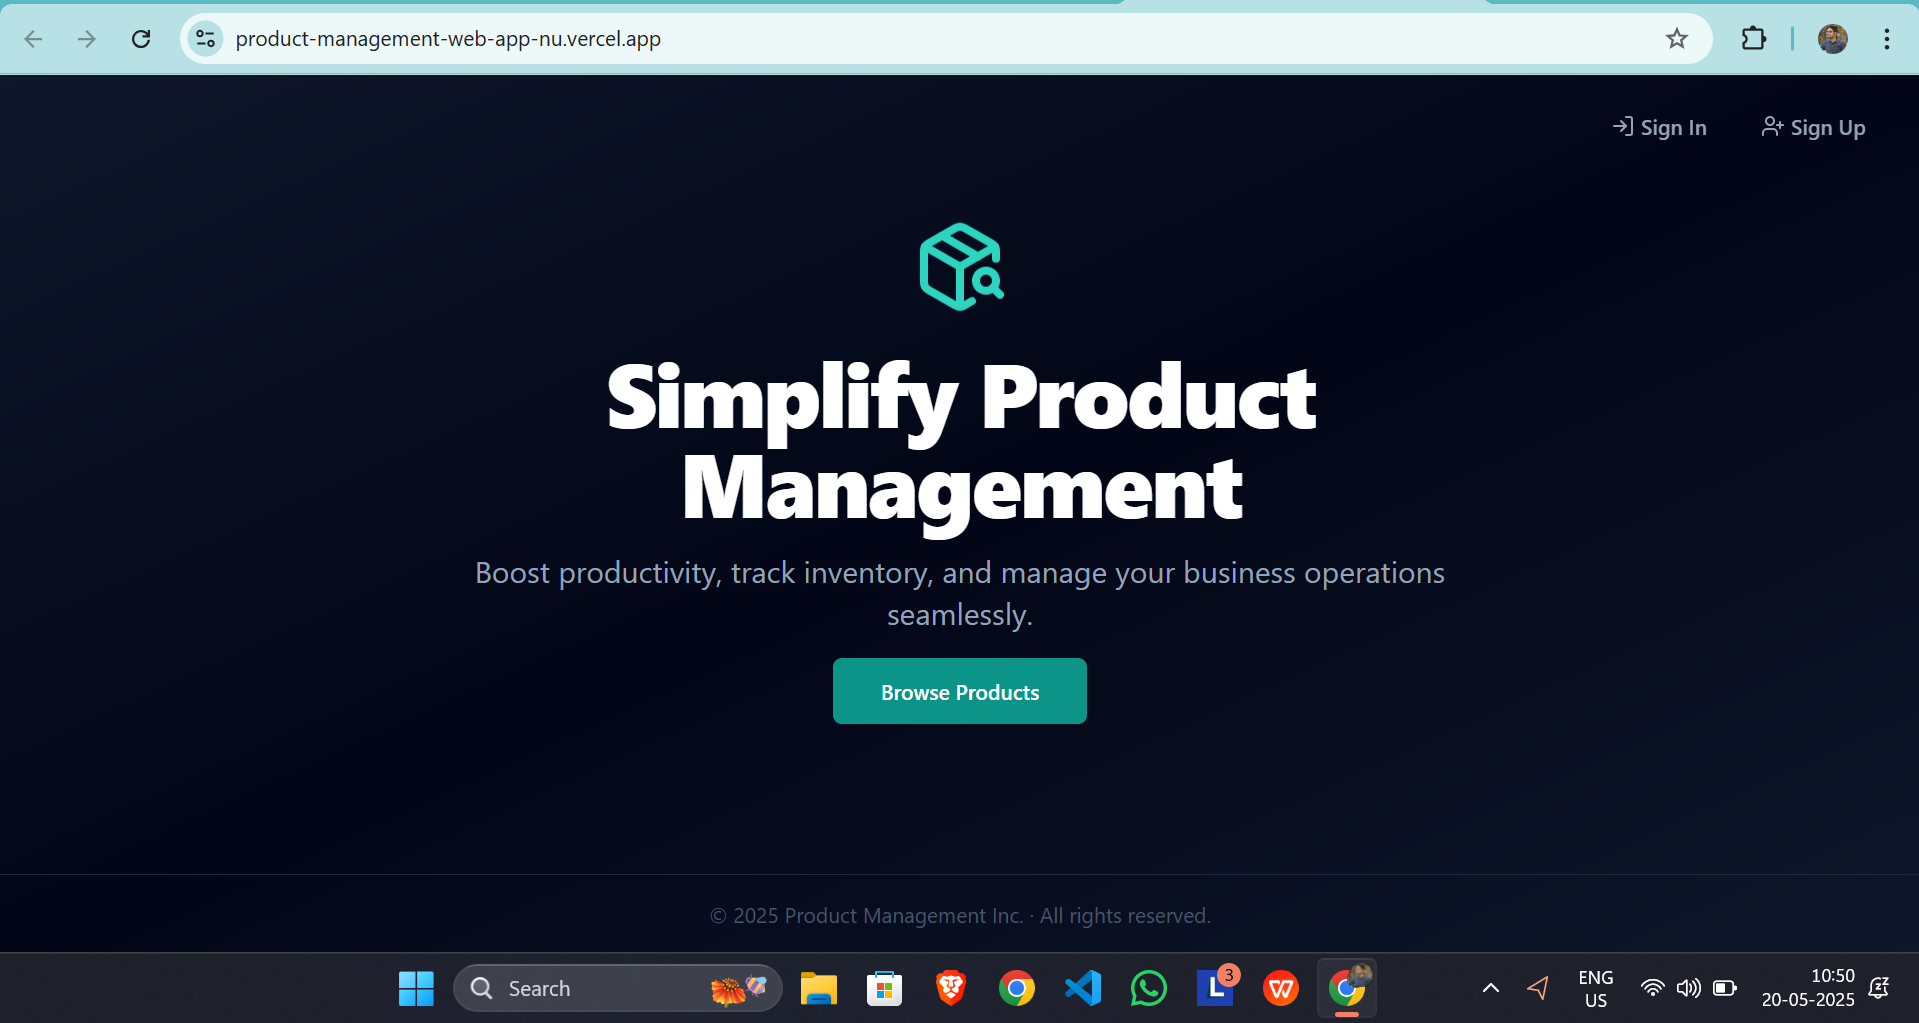 product-management-web-app-nu.vercel.app
Sign In
Sign Up
Simplify Product
Management
Boost productivity, track inventory, and manage your business operations
seamlessly.
Browse Products
© 2025 Product Management Inc. · All rights reserved.
Search
L
3
W
ENG
US
10:50
20-05-2025